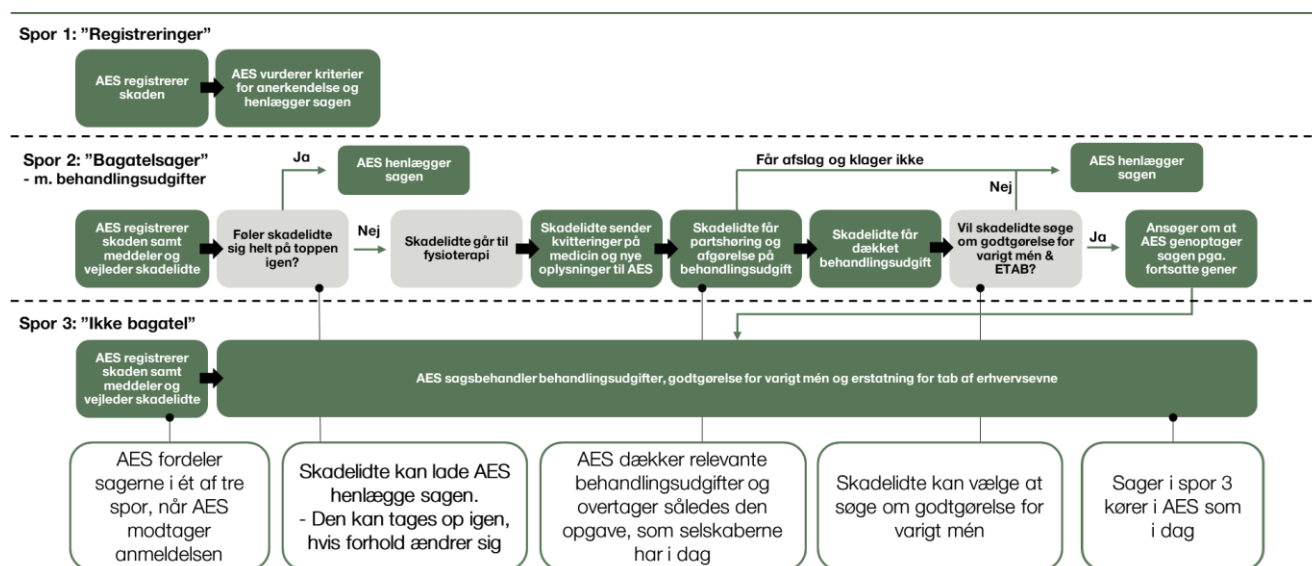 Spor 1: ”Registreringer”
AES registrerer
skaden
AES vurderer kriterier
for anerkendelse og
henlægger sagen
Spor 2: ”Bagatelsager”
- m. behandlingsudgifter
Ja
AES henlægger
sagen
Får afslag og klager ikke
AES henlægger
sagen
Nej
AES registrerer
skaden samt
meddeler og
vejleder skadelidte
Føler skadelidte
sig helt på toppen
igen?
Nej
Skadelidte går til
fysioterapi
Skadelidte sender
kvitteringer på
medicin og nye
oplysninger til AES
Skadelidte får
partshøring og
afgørelse på
behandlingsudgift
Skadelidte får
dækket
behandlingsudgift
Vil skadelidte søge
om godtgørelse for
varigt mén &
ETAB?
Ja
Ansøger om at
AES genoptager
sagen pga.
fortsatte gener
Spor 3: ”Ikke bagatel”
AES registrerer
skaden samt
meddeler og
vejleder skadelidte
AES sagsbehandler behandlingsudgifter, godtgørelse for varigt mén og erstatning for tab af erhvervsevne
AES fordeler
sagerne i ét af tre
spor, når AES
modtager
anmeldelsen
Skadelidte kan lade AES
henlægge sagen.
- Den kan tages op igen,
hvis forhold ændrer sig
AES dækker relevante
behandlingsudgifter og
overtager således den
opgave, som selskaberne
har i dag
Skadelidte kan vælge at
søge om godtgørelse for
varigt mén
Sager i spor 3
kører i AES som
i dag